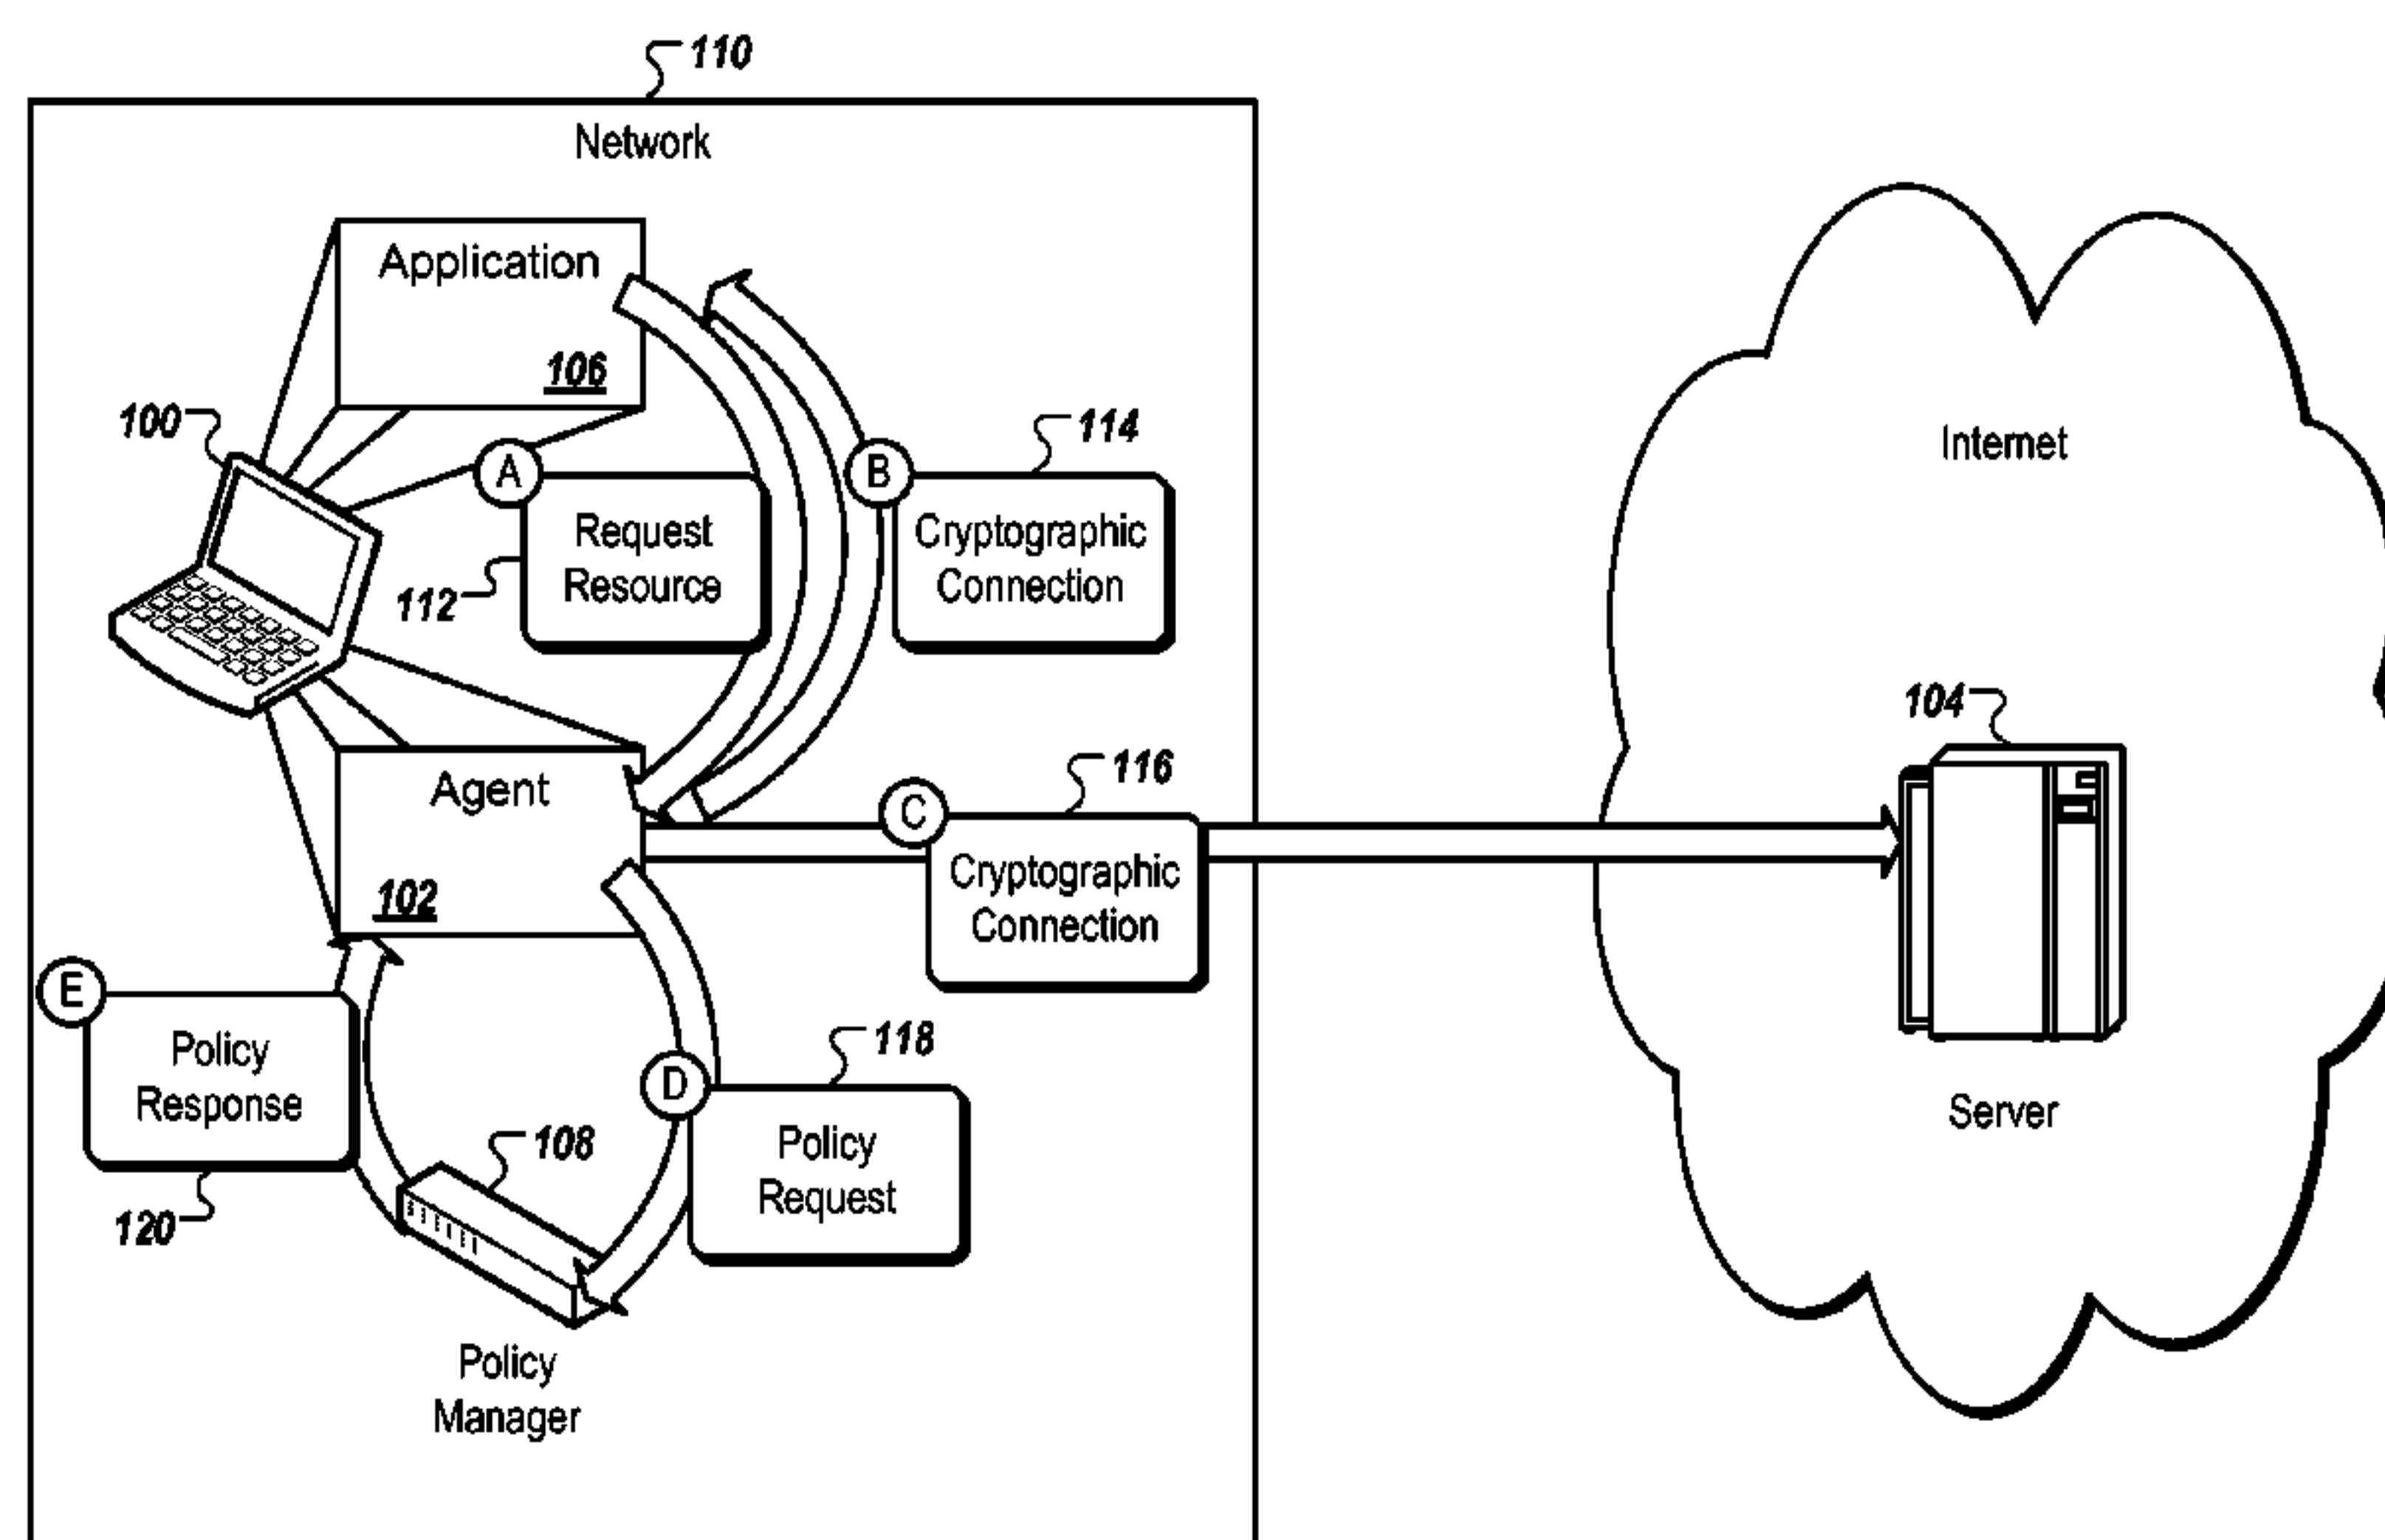 110
Network
Application
106
100
A
Request
Resource
112
B
114
Cryptographic
Connection
Internet
104
Server
Agent
102
C
116
Cryptographic
Connection
E
Policy
Response
120
D
118
Policy
Request
108
Policy
Manager